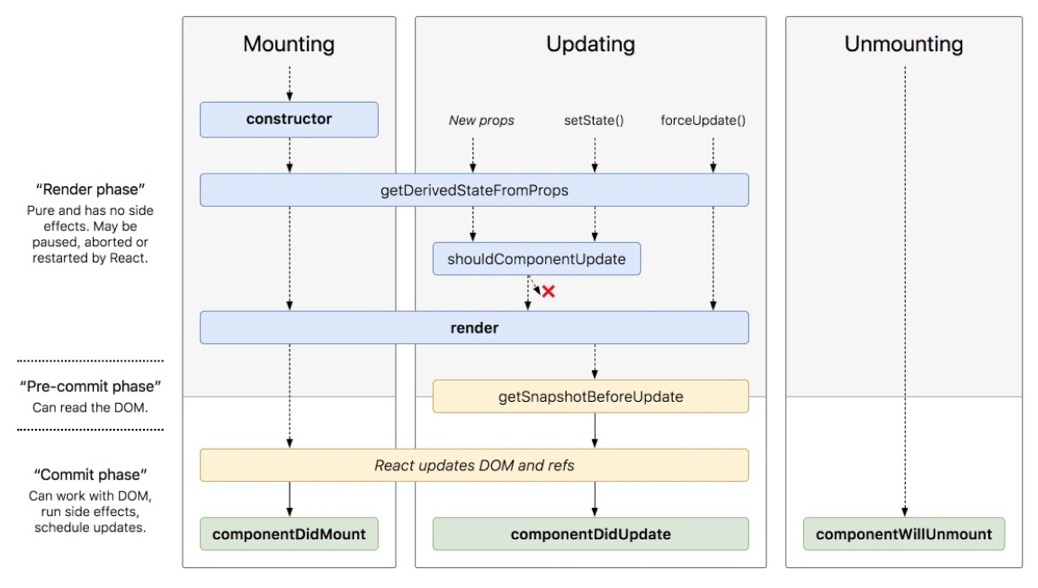 Mounting
Updating
Unmounting
constructor
New props
setState()
forceUpdate()
“Render phase”
Pure and has no side
effects. May be
paused, aborted or
restarted by React.
getDerivedStateFromProps
shouldComponentUpdate
render
“Pre-commit phase”
Can read the DOM.
getSnapshotBeforeUpdate
“Commit phase”
Can work with DOM,
run side effects,
schedule updates.
React updates DOM and refs
componentDidMount
componentDidUpdate
componentWillUnmount